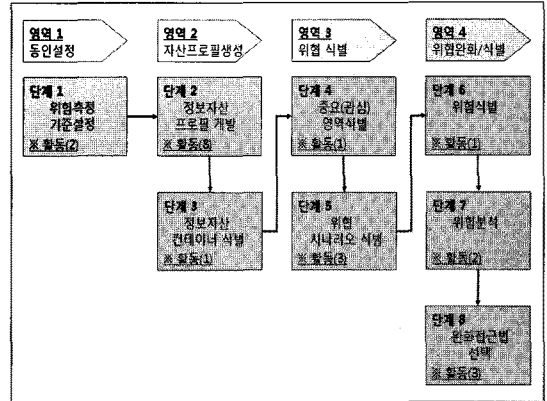 영역 1
동인설정
영역 2
자산프로필생성
영역 3
위협 식별
영역 4
위협완화/식별
단계 1
위험측정
기준설정
※ 활동(2)
단계 2
정보자산
프로필 개발
※ 활동(8)
단계 4
중요(관심)
영역식별
※ 활동(1)
단계 6
위험식별
※ 활동(1)
단계 3
정보자산
컨테이너 식별
※ 활동(1)
단계 5
위협
시나리오 식별
※ 활동(3)
단계 7
위험분석
※ 활동(2)
단계 8
완화접근법
선택
※ 활동(3)